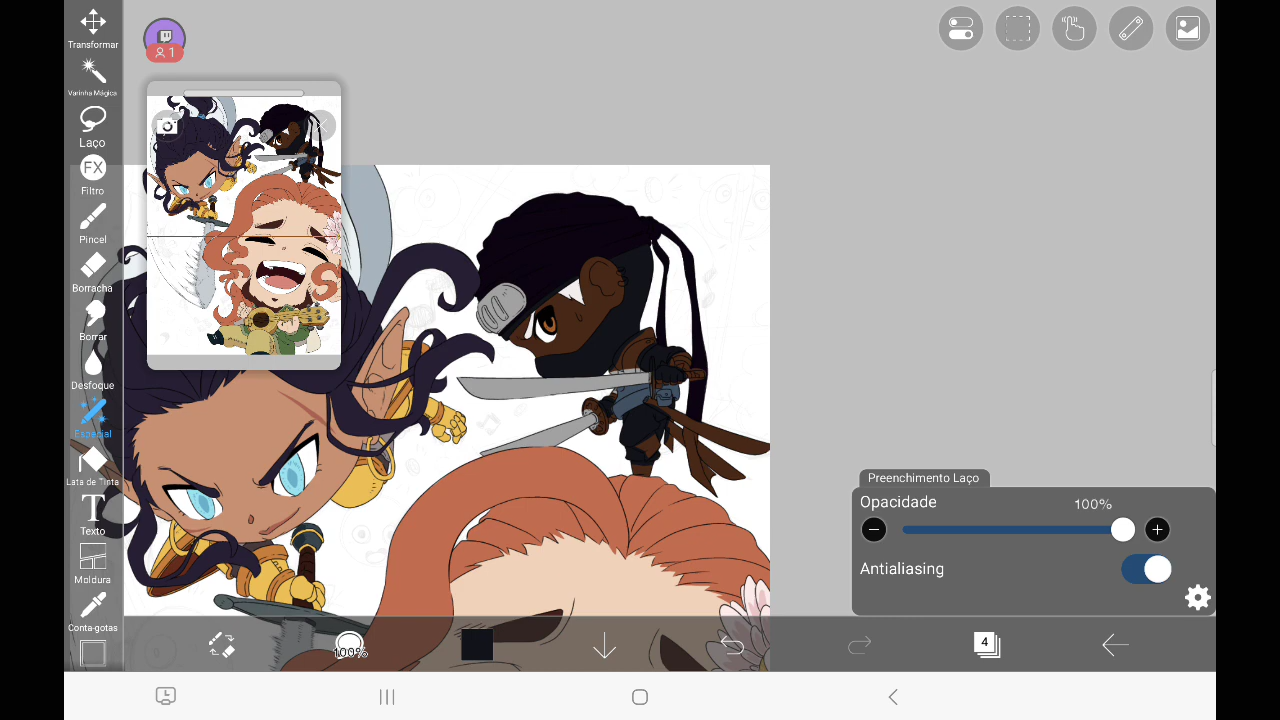 Transformar
Varinha Mágica
Laço
FX
Filtro
Pincel
Borracha
Borrar
Desfoque
Especial
Lata de Tinta
T
Texto
Moldura
Conta-gotas
1
Preenchimento Laço
Opacidade
100%
Antialiasing
100%
4